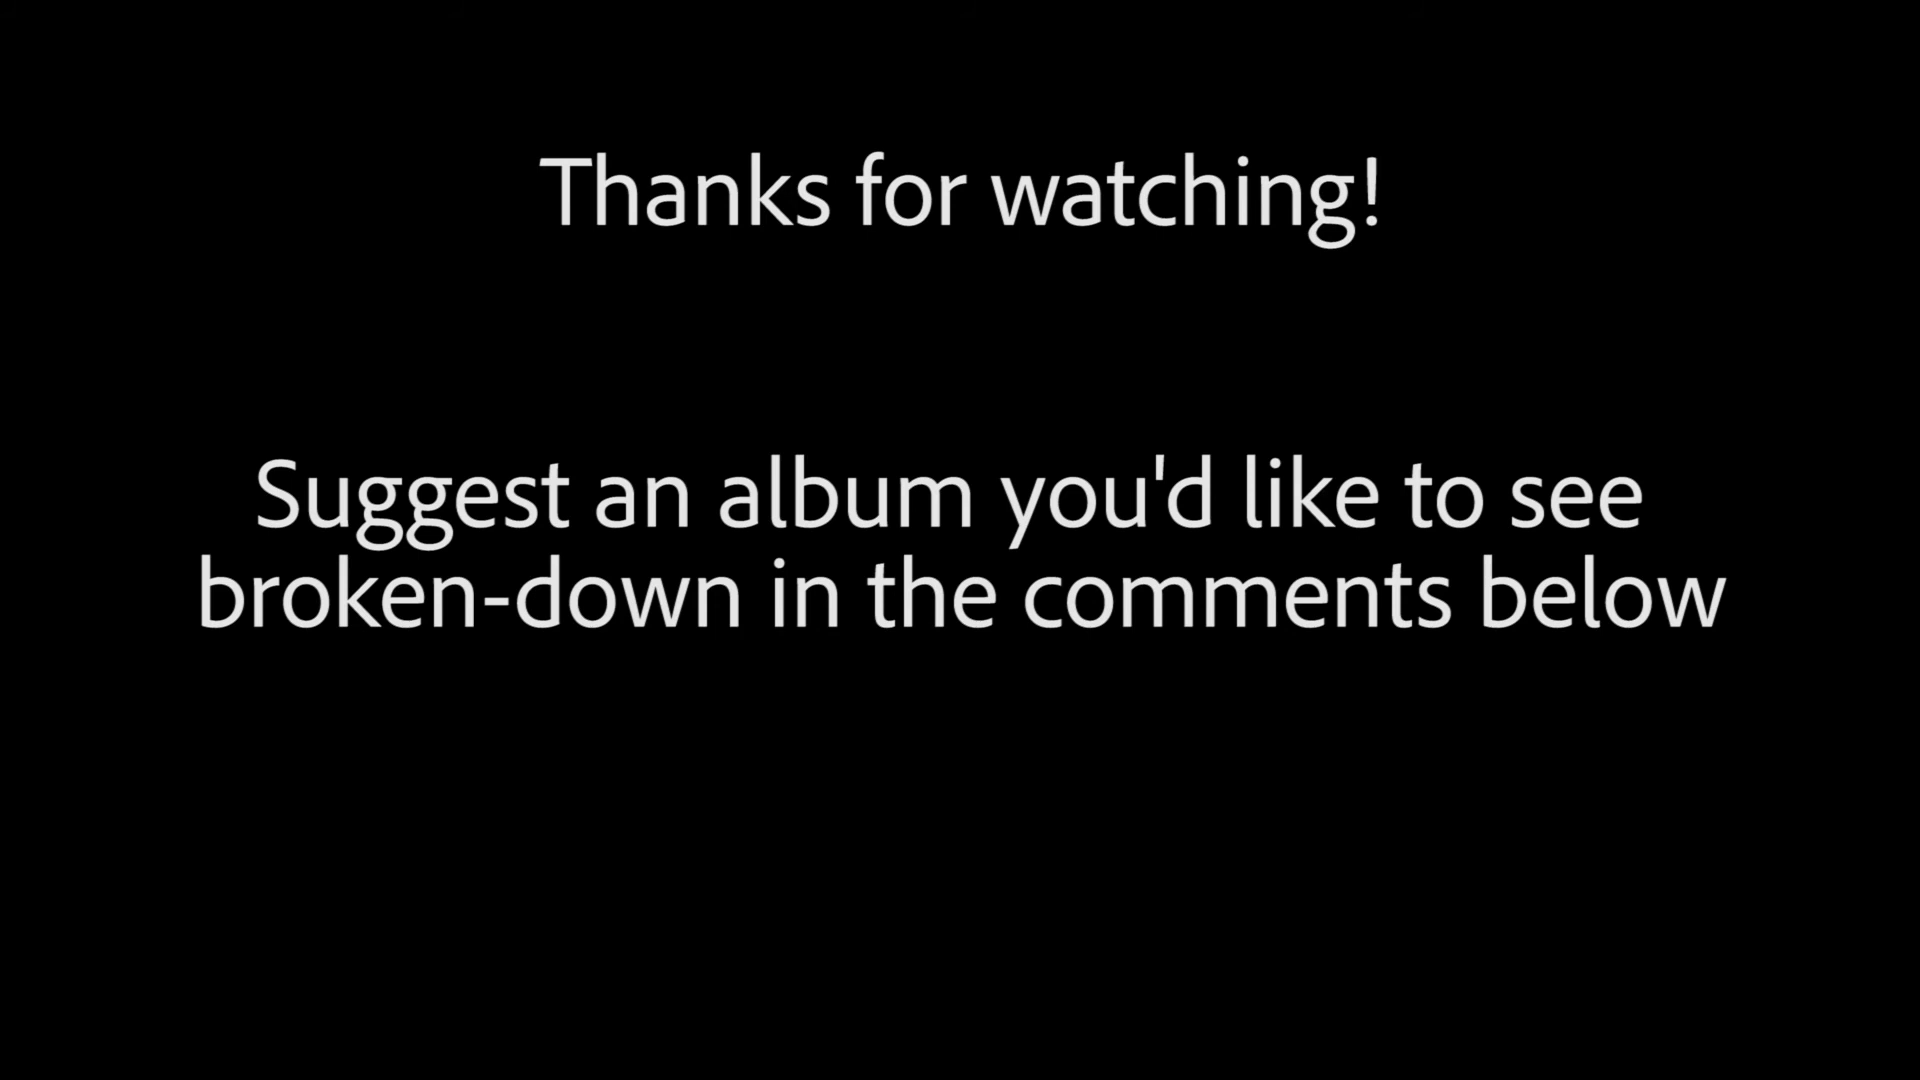 Thanks for watching!
Suggest an album you'd like to see
broken-down in the comments below